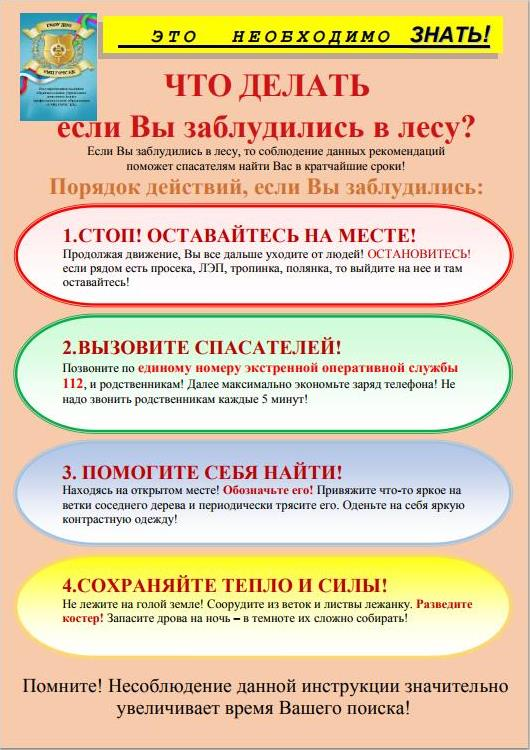 ЭТО НЕОБХОДИМО ЗНАТЬ!
ЧТО ДЕЛАТЬ
если Вы заблудились в лесу?
Если Вы заблудились в лесу, то соблюдение данных рекомендаций
поможет спасателям найти Вас в кратчайшие сроки!
Порядок действий, если Вы заблудились:
1.СТОП! ОСТАВАЙТЕСЬ НА МЕСТЕ!
Продолжая движение, Вы все дальше уходите от людей! ОСТАНОВИТЕСЬ!
если рядом есть просека, ЛЭП, тропинка, полянка, то выйдите на нее и там
оставайтесь!
2.ВЫЗОВИТЕ СПАСАТЕЛЕЙ!
Позвоните по единому номеру экстренной оперативной службы
112, и родственникам! Далее максимально экономьте заряд телефона! Не
надо звонить родственникам каждые 5 минут!
3. ПОМОГИТЕ СЕБЯ НАЙТИ!
Находясь на открытом месте! Обозначьте его! Привяжите что-то яркое на
ветки соседнего дерева и периодически трясите его. Оденьте на себя яркую
контрастную одежду!
4.СОХРАНЯЙТЕ ТЕПЛО И СИЛЫ!
Не лежите на голой земле! Соорудите из веток и листвы лежанку. Разведите
костер! Запасите дрова на ночь – в темноте их сложно собирать!
Помните! Несоблюдение данной инструкции значительно
увеличивает время Вашего поиска!